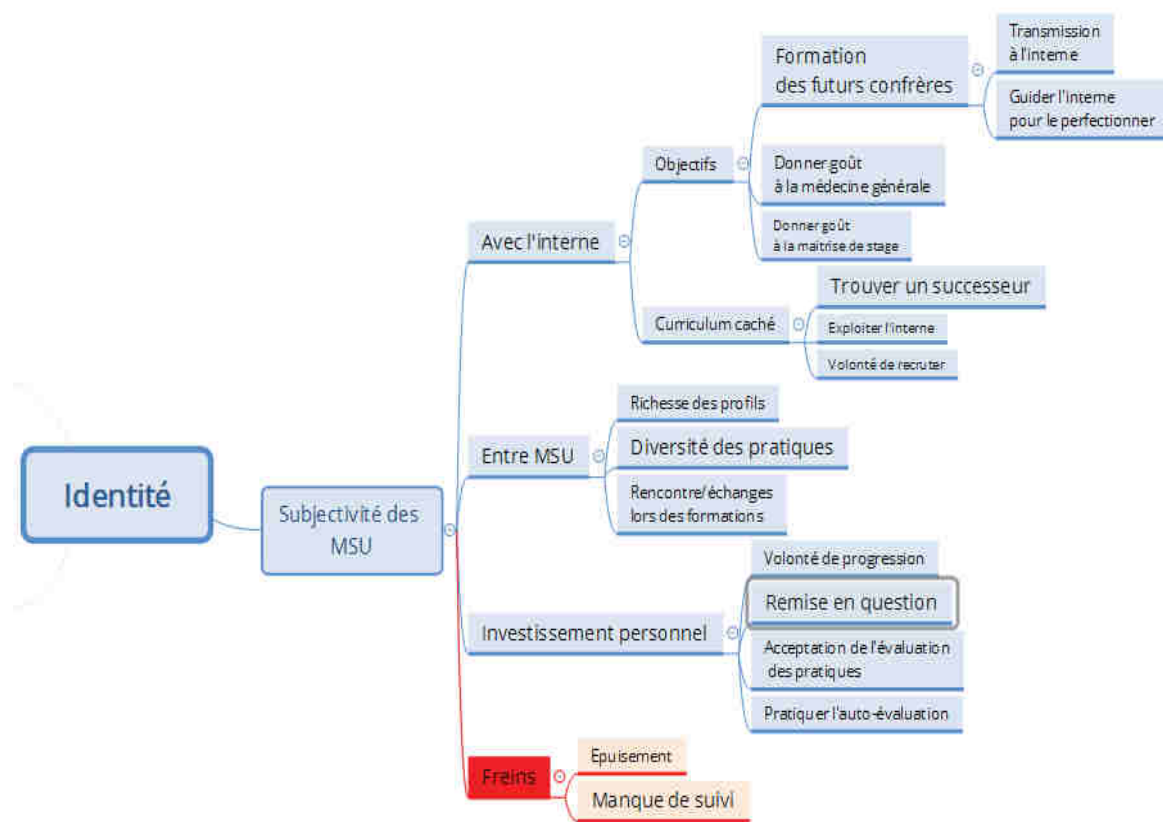 Identité
Subjectivité des
MSU
Avec l'interne
Objectifs
Formation
des futurs confrères
Transmission
à l'interne
Guider l'interne
pour le perfectionner
Donner goût
à la médecine générale
Donner goût
à la maitrise de stage
Curriculum caché
Trouver un successeur
Exploiter l'interne
Volonté de recruter
Entre MSU
Richesse des profils
Diversité des pratiques
Rencontre/échanges
lors des formations
Investissement personnel
Volonté de progression
Remise en question
Acceptation de l'évaluation
des pratiques
Pratiquer l'auto-évaluation
Freins
Epuisement
Manque de suivi